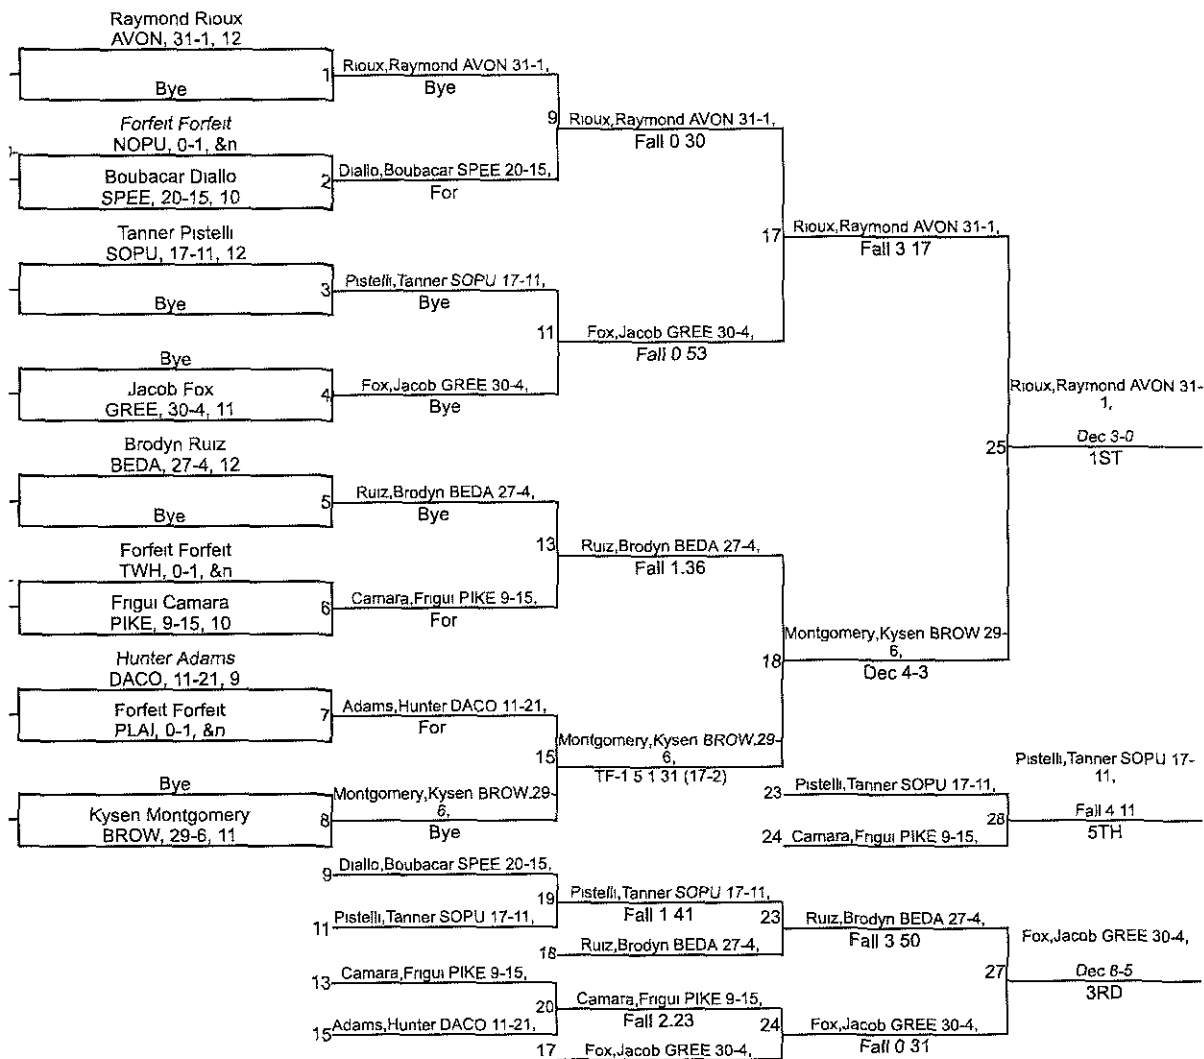 Raymond Rioux
AVON, 31-1, 12
1
Bye
Rioux,Raymond AVON 31-1,
Bye
Forfeit Forfeit
NOPU, 0-1, &n
2
Boubacar Diallo
SPEE, 20-15, 10
Diallo,Boubacar SPEE 20-15,
For
9
Rioux,Raymond AVON 31-1,
Fall 0 30
Tanner Pistelli
SOPU, 17-11, 12
3
Bye
Pistelli,Tanner SOPU 17-11,
Bye
Bye
4
Jacob Fox
GREE, 30-4, 11
Fox,Jacob GREE 30-4,
Bye
11
Fox,Jacob GREE 30-4,
Fall 0 53
17
Rioux,Raymond AVON 31-1,
Fall 3 17
Brodyn Ruiz
BEDA, 27-4, 12
5
Bye
Ruiz,Brodyn BEDA 27-4,
Bye
Forfeit Forfeit
TWH, 0-1, &n
6
Frigui Camara
PIKE, 9-15, 10
Camara,Frigui PIKE 9-15,
For
13
Ruiz,Brodyn BEDA 27-4,
Fall 1.36
Hunter Adams
DACO, 11-21, 9
7
Forfeit Forfeit
PLAI, 0-1, &n
Adams,Hunter DACO 11-21,
For
Bye
8
Kysen Montgomery
BROW, 29-6, 11
Montgomery,Kysen BROW.29-
6,
Bye
15
Montgomery,Kysen BROW.29-
6,
TF-1 5 1 31 (17-2)
18
Montgomery,Kysen BROW 29-
6,
Dec 4-3
25
Rioux,Raymond AVON 31-
1,
Dec 3-0
1ST
23
Pistelli,Tanner SOPU 17-11,
24
Camara,Frigui PIKE 9-15,
28
Pistelli,Tanner SOPU 17-
11,
Fall 4 11
5TH
9
Diallo,Boubacar SPEE 20-15,
11
Pistelli,Tanner SOPU 17-11,
19
Pistelli,Tanner SOPU 17-11,
Fall 1 41
18
Ruiz,Brodyn BEDA 27-4,
23
Ruiz,Brodyn BEDA 27-4,
Fall 3 50
13
Camara,Frigui PIKE 9-15,
15
Adams,Hunter DACO 11-21,
20
Camara,Frigui PIKE 9-15,
Fall 2.23
17
Fox,Jacob GREE 30-4,
24
Fox,Jacob GREE 30-4,
Fall 0 31
27
Fox,Jacob GREE 30-4,
Dec 8-5
3RD